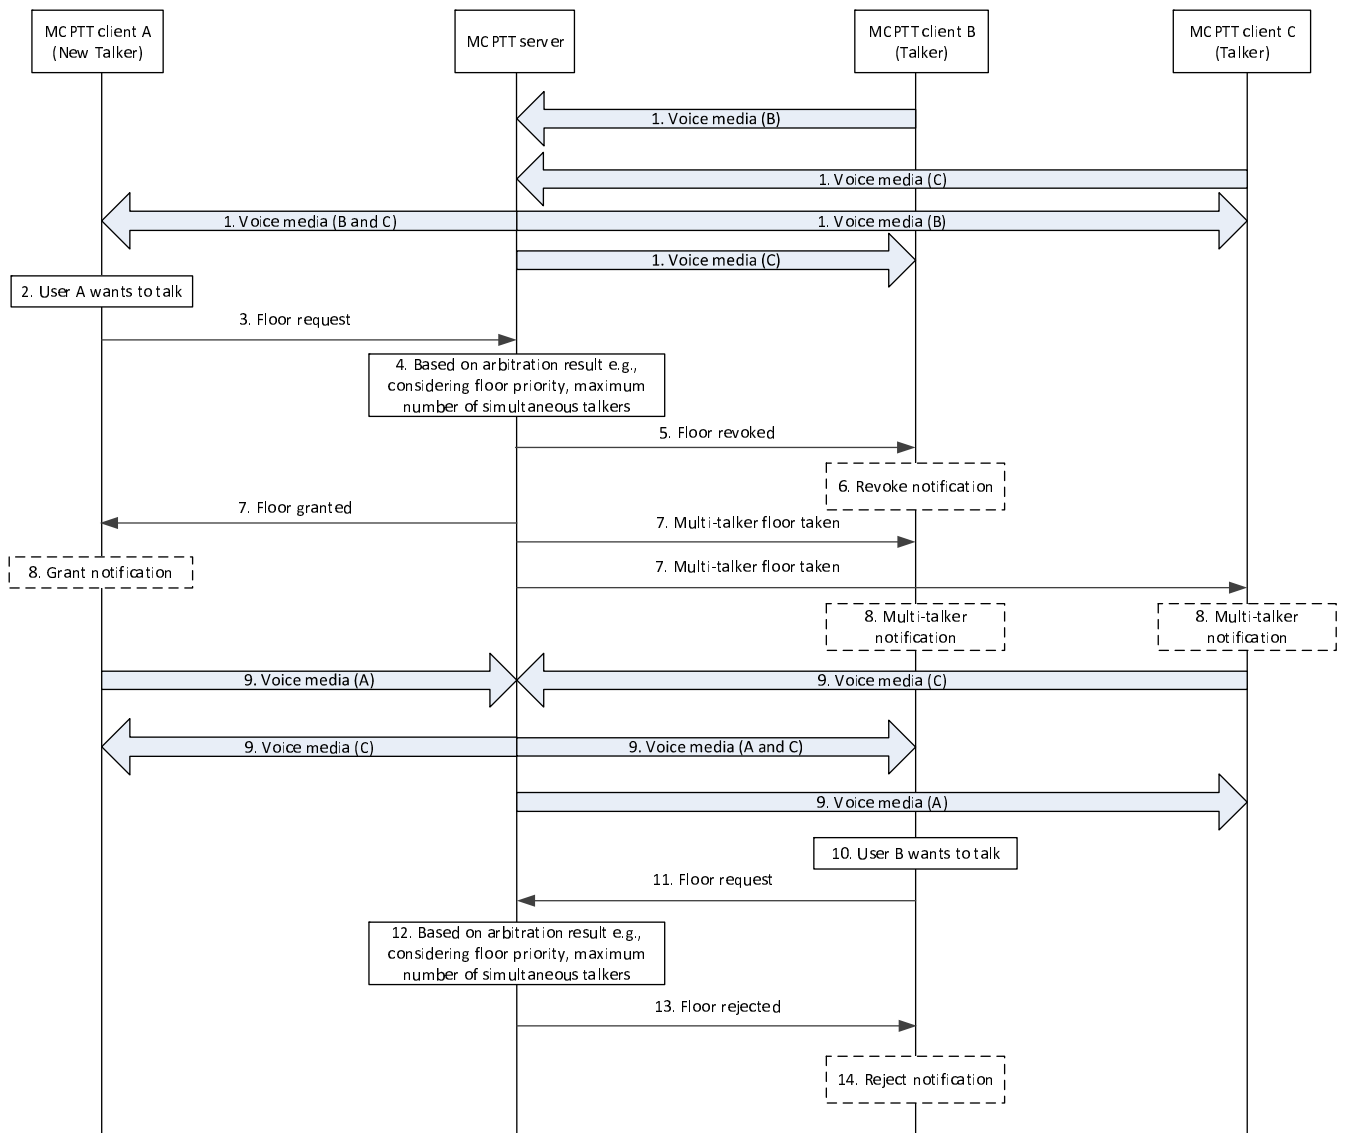 MCPTT client A
(New Talker)
MCPTT server
MCPTT client B
(Talker)
MCPTT client C
(Talker)
1. Voice media (B)
1. Voice media (C)
1. Voice media (B and C)
1. Voice media (B)
1. Voice media (C)
2. User A wants to talk
3. Floor request
4. Based on arbitration result e.g.,
considering floor priority, maximum
number of simultaneous talkers
5. Floor revoked
6. Revoke notification
7. Floor granted
7. Multi-talker floor taken
7. Multi-talker floor taken
8. Grant notification
8. Multi-talker
notification
8. Multi-talker
notification
9. Voice media (A)
9. Voice media (C)
9. Voice media (C)
9. Voice media (A and C)
9. Voice media (A)
10. User B wants to talk
11. Floor request
12. Based on arbitration result e.g.,
considering floor priority, maximum
number of simultaneous talkers
13. Floor rejected
14. Reject notification